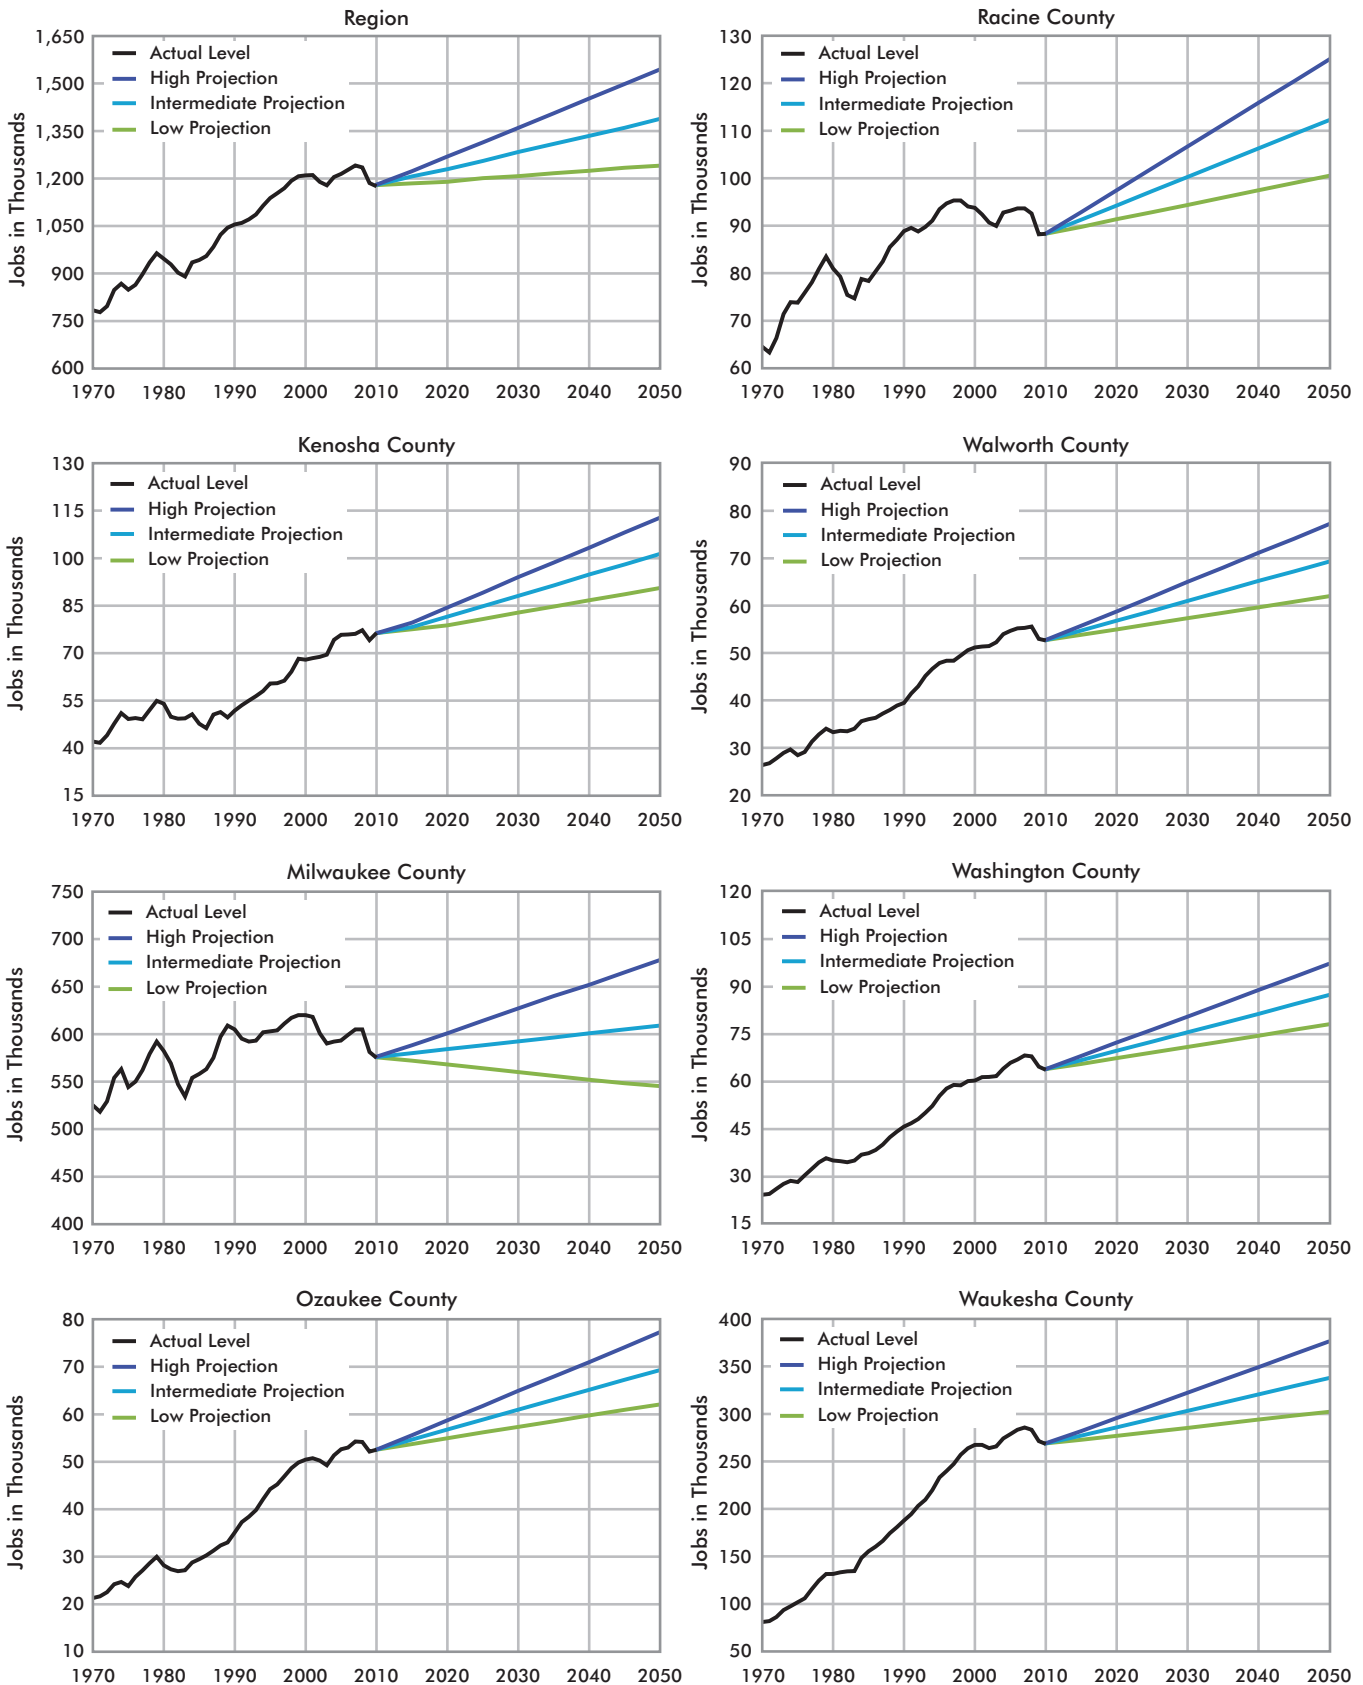 Region
Jobs in Thousands
1,650
1,500
1,350
1,200
1,050
900
750
600
Actual Level
High Projection
Intermediate Projection
Low Projection
1970 1980 1990 2000 2010 2020 2030 2040 2050
Racine County
Jobs in Thousands
130
120
110
100
90
80
70
60
Actual Level
High Projection
Intermediate Projection
Low Projection
1970 1980 1990 2000 2010 2020 2030 2040 2050
Kenosha County
Jobs in Thousands
130
115
100
85
70
55
40
15
Actual Level
High Projection
Intermediate Projection
Low Projection
1970 1980 1990 2000 2010 2020 2030 2040 2050
Walworth County
Jobs in Thousands
90
80
70
60
50
40
30
20
Actual Level
High Projection
Intermediate Projection
Low Projection
1970 1980 1990 2000 2010 2020 2030 2040 2050
Milwaukee County
Jobs in Thousands
750
700
650
600
550
500
450
400
Actual Level
High Projection
Intermediate Projection
Low Projection
1970 1980 1990 2000 2010 2020 2030 2040 2050
Washington County
Jobs in Thousands
120
105
90
75
60
45
30
15
Actual Level
High Projection
Intermediate Projection
Low Projection
1970 1980 1990 2000 2010 2020 2030 2040 2050
Ozaukee County
Jobs in Thousands
80
70
60
50
40
30
20
10
Actual Level
High Projection
Intermediate Projection
Low Projection
1970 1980 1990 2000 2010 2020 2030 2040 2050
Waukesha County
Jobs in Thousands
400
350
300
250
200
150
100
50
Actual Level
High Projection
Intermediate Projection
Low Projection
1970 1980 1990 2000 2010 2020 2030 2040 2050